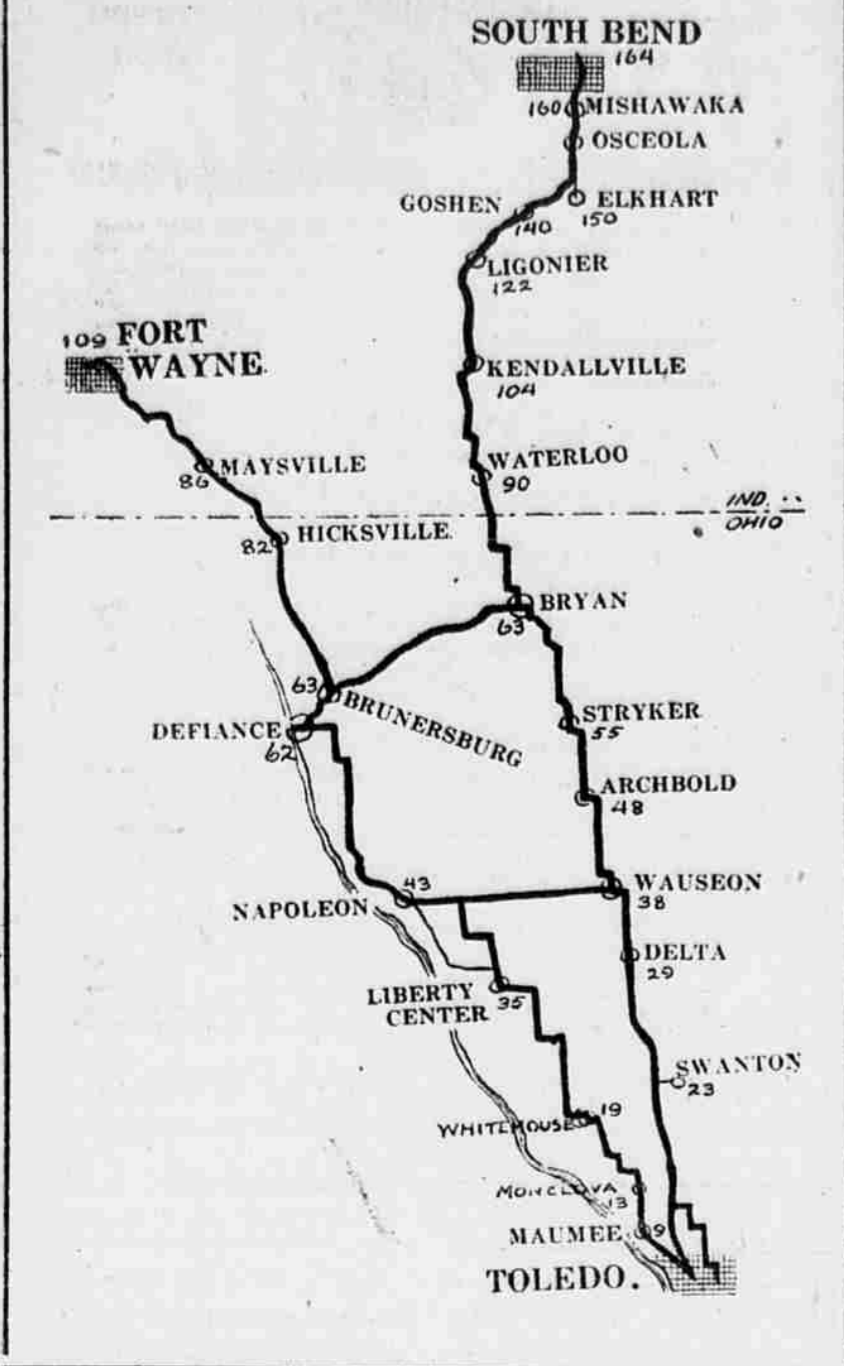 SOUTH BEND
164
160 MISHAWAKA
OSCEOLA
GOSHEN
140
ELKHART
150
LIGONIER
122
109 FORT
WAYNE.
KENDALLVILLE
104
MAYSVILLE
86
WATERLOO
90
IND.
OHIO
82 HICKSVILLE.
BRYAN
63
63
BRUNERSBURG
DEFIANCE
62
STRYKER
55
ARCHBOLD
48
43
NAPOLEON
WAUSEON
38
DELTA
29
LIBERTY
CENTER
35
SWANTON
23
WHITEHOUSE
19
MONCLOVA
13
MAUMEE
9
TOLEDO.